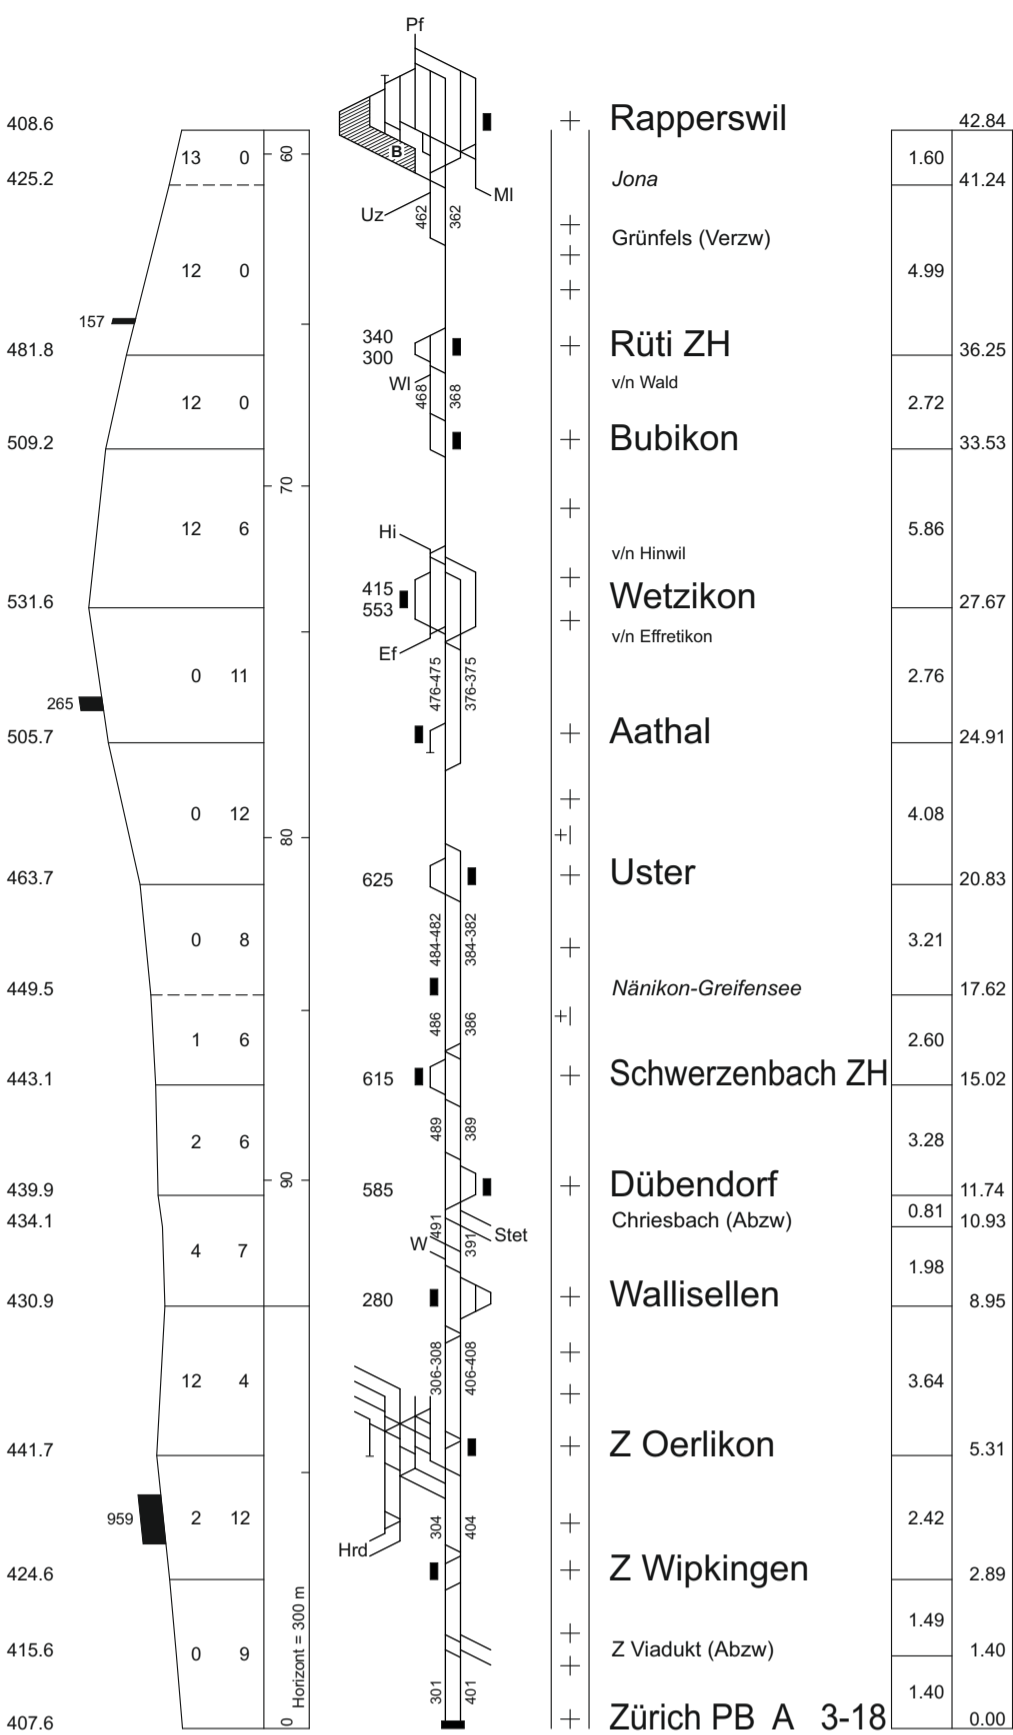 Pf
408.6 B Rapperswil 42.84
13 0 60 1.60
425.2 Ml Jona 41.24
Uz 462 362 Grünfels (Verzw)
12 0 4.99
157
340
481.8 300 Rüti ZH 36.25
Wl 468 368 v/n Wald
12 0 2.72
509.2 Bubikon 33.53
70
12 6 5.86
Hi v/n Hinwil
415
531.6 553 Wetzikon 27.67
Ef v/n Effretikon
0 11 476-475 376-375 2.76
265
505.7 Aathal 24.91
0 12 80 4.08
463.7 625 Uster 20.83
0 8 484-482 384-382 3.21
449.5 Nänikon-Greifensee 17.62
1 6 486 386 2.60
443.1 615 Schwerzenbach ZH 15.02
2 6 489 389 3.28
439.9 90 585 Dübendorf 11.74
0.81
434.1 491 Chriesbach (Abzw) 10.93
W 391 Stet
4 7 1.98
430.9 280 Wallisellen 8.95
12 4 306-308 406-408 3.64
441.7 Z Oerlikon 5.31
959 2 12 304 404 2.42
Hrd
424.6 Z Wipkingen 2.89
1.49
415.6 0 9 Z Viadukt (Abzw) 1.40
Horizont = 300 m 301 401 1.40
407.6 0 Zürich PB A 3-18 0.00